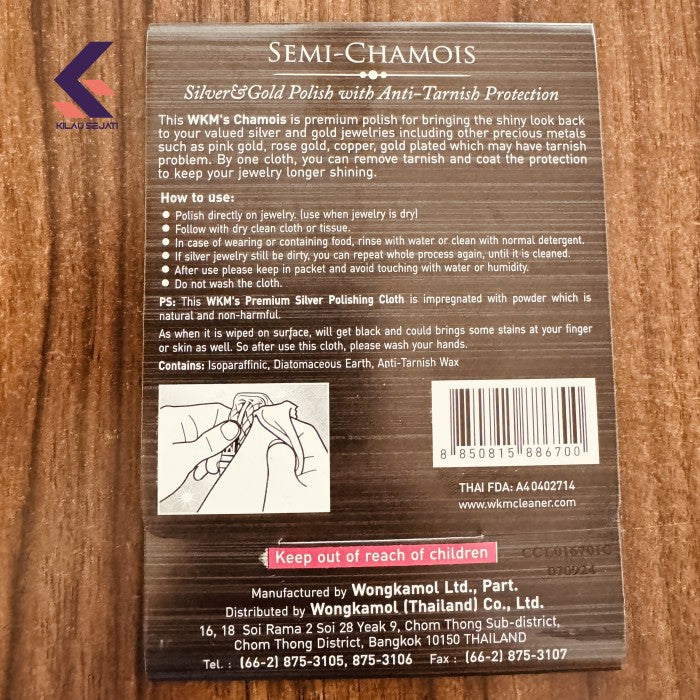 KILAU SEJATI
SEMI-CHAMOIS
Silver&Gold Polish with Anti-Tarnish Protection
This WKM's Chamois is premium polish for bringing the shiny look back
to your valued silver and gold jewelries including other precious metals
such as pink gold, rose gold, copper, gold plated which may have tarnish
problem. By one cloth, you can remove tarnish and coat the protection
to keep your jewelry longer shining.
How to use:
● Polish directly on jewelry. (use when jewelry is dry)
● Follow with dry clean cloth or tissue.
● In case of wearing or containing food, rinse with water or clean with normal detergent.
● If silver jewelry still be dirty, you can repeat whole process again, until it is cleaned.
● After use please keep in packet and avoid touching with water or humidity.
● Do not wash the cloth.
PS: This WKM's Premium Silver Polishing Cloth is impregnated with powder which is
natural and non-harmful.
As when it is wiped on surface, will get black and could brings some stains at your finger
or skin as well. So after use this cloth, please wash your hands.
Contains: Isoparaffinic, Diatomaceous Earth, Anti-Tarnish Wax
8 850815 886700
THAI FDA: A40402714
www.wkmcleaner.com
Keep out of reach of children
070924
Manufactured by Wongkamol Ltd., Part.
Distributed by Wongkamol (Thailand) Co., Ltd.
16, 18 Soi Rama 2 Soi 28 Yeak 9, Chom Thong Sub-district,
Chom Thong District, Bangkok 10150 THAILAND
Tel. : (66-2) 875-3105, 875-3106 Fax : (66-2) 875-3107